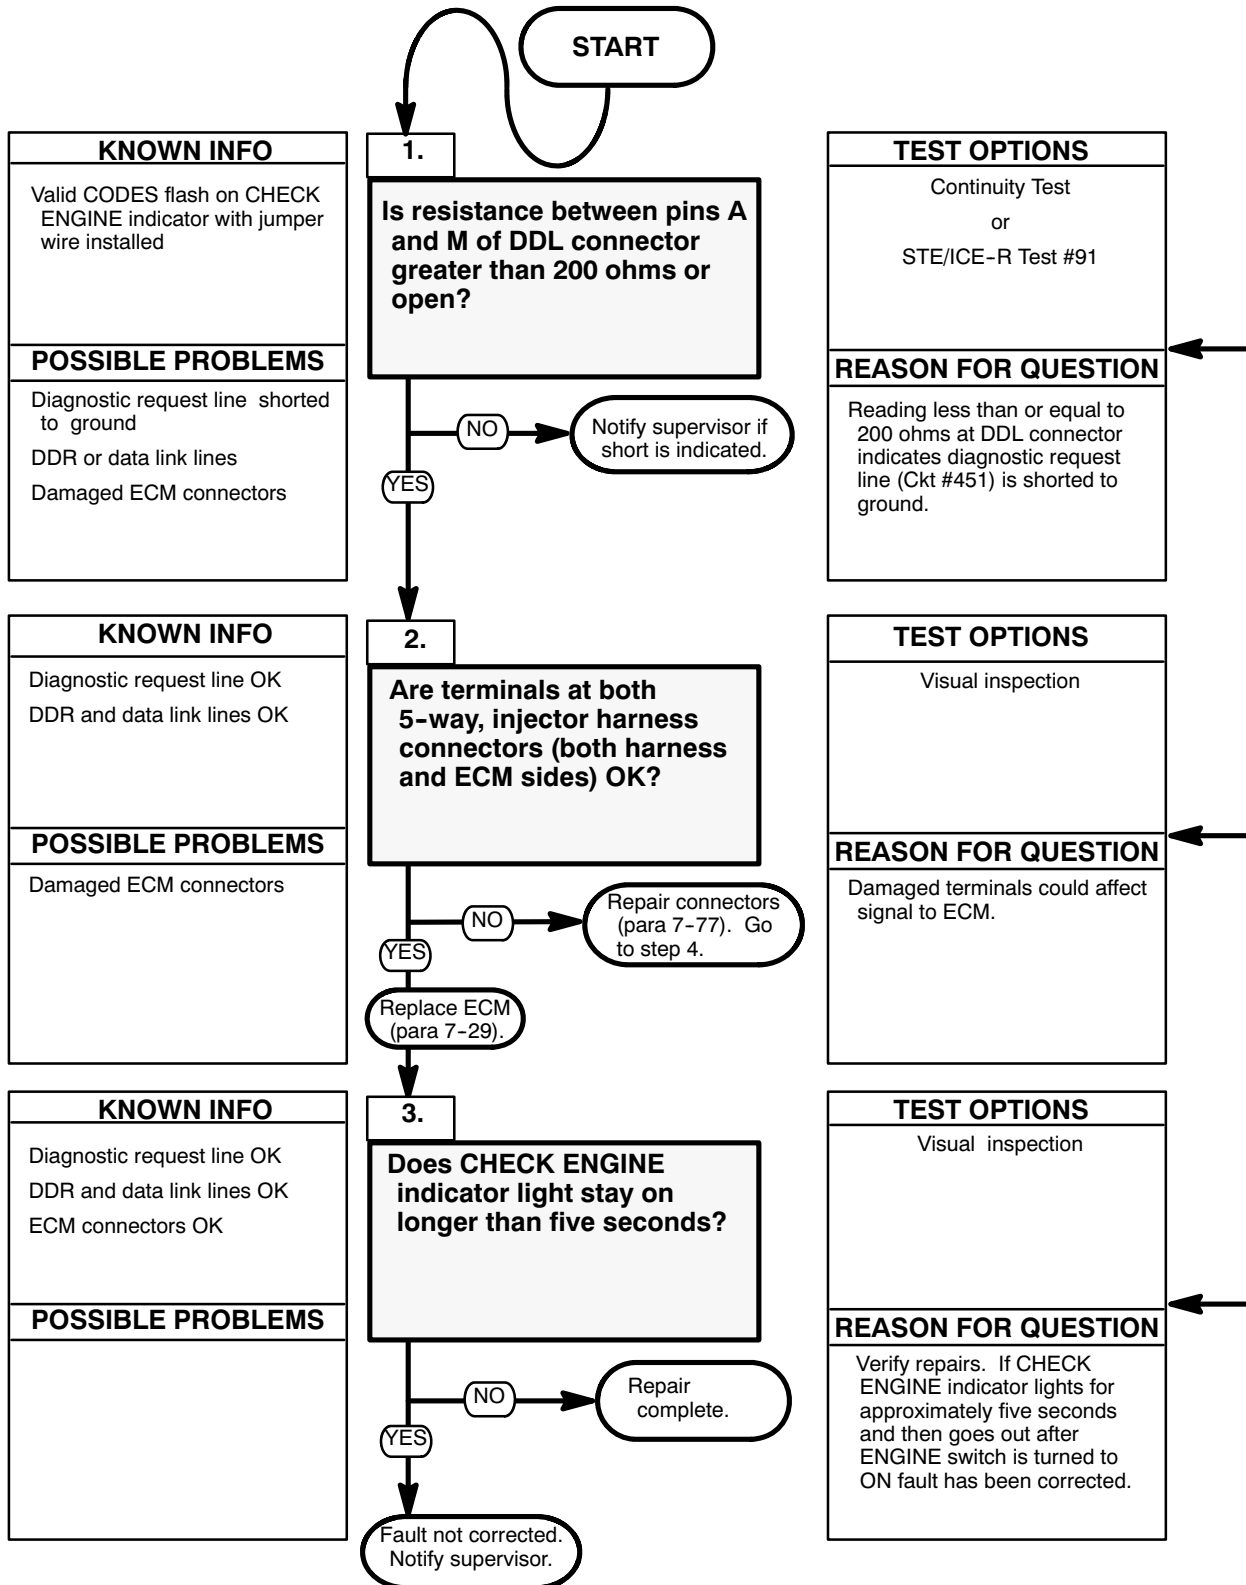 START
KNOWN INFO
Valid CODES flash on CHECK
ENGINE indicator with jumper
wire installed
POSSIBLE PROBLEMS
Diagnostic request line shorted
to ground
DDR or data link lines
Damaged ECM connectors
1.
Is resistance between pins A
and M of DDL connector
greater than 200 ohms or
open?
NO
Notify supervisor if
short is indicated.
YES
TEST OPTIONS
Continuity Test
or
STE/ICE-R Test #91
REASON FOR QUESTION
Reading less than or equal to
200 ohms at DDL connector
indicates diagnostic request
line (Ckt #451) is shorted to
ground.
KNOWN INFO
Diagnostic request line OK
DDR and data link lines OK
POSSIBLE PROBLEMS
Damaged ECM connectors
2.
Are terminals at both
5-way, injector harness
connectors (both harness
and ECM sides) OK?
NO
Repair connectors
(para 7-77). Go
to step 4.
YES
Replace ECM
(para 7-29).
TEST OPTIONS
Visual inspection
REASON FOR QUESTION
Damaged terminals could affect
signal to ECM.
KNOWN INFO
Diagnostic request line OK
DDR and data link lines OK
ECM connectors OK
POSSIBLE PROBLEMS
3.
Does CHECK ENGINE
indicator light stay on
longer than five seconds?
NO
Repair
complete.
YES
Fault not corrected.
Notify supervisor.
TEST OPTIONS
Visual inspection
REASON FOR QUESTION
Verify repairs. If CHECK
ENGINE indicator lights for
approximately five seconds
and then goes out after
ENGINE switch is turned to
ON fault has been corrected.